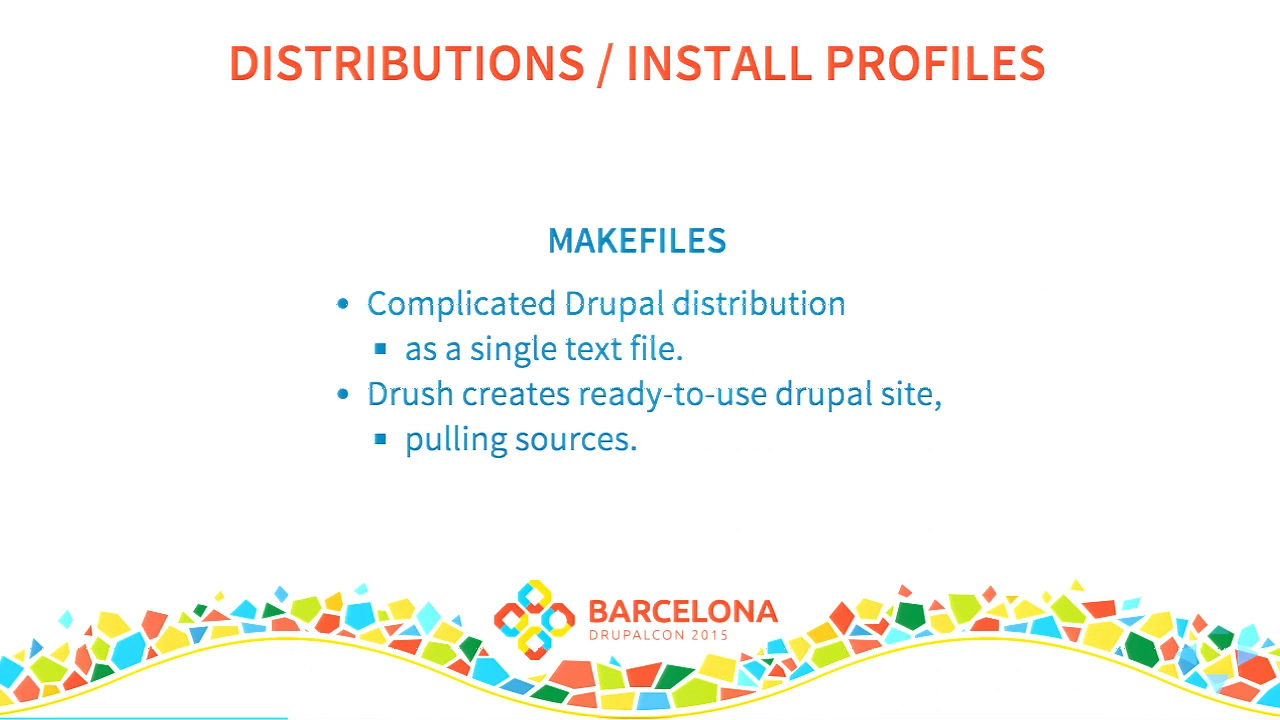 DISTRIBUTIONS / INSTALL PROFILES
MAKEFILES
• Complicated Drupal distribution
▪ as a single text file.
• Drush creates ready-to-use drupal site,
▪ pulling sources.
BARCELONA
DRUPALCON 2015